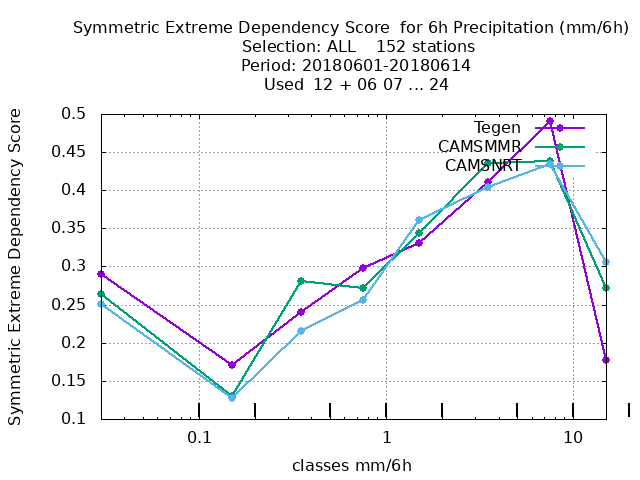 Symmetric Extreme Dependency Score  for 6h Precipitation (mm/6h)
Selection: ALL    152 stations
Period: 20180601-20180614
Used  12 + 06 07 ... 24
Symmetric Extreme Dependency Score
0.5
0.45
0.4
0.35
0.3
0.25
0.2
0.15
0.1
Tegen
CAMSMMR
CAMSNRT
0.1 1 10
classes mm/6h